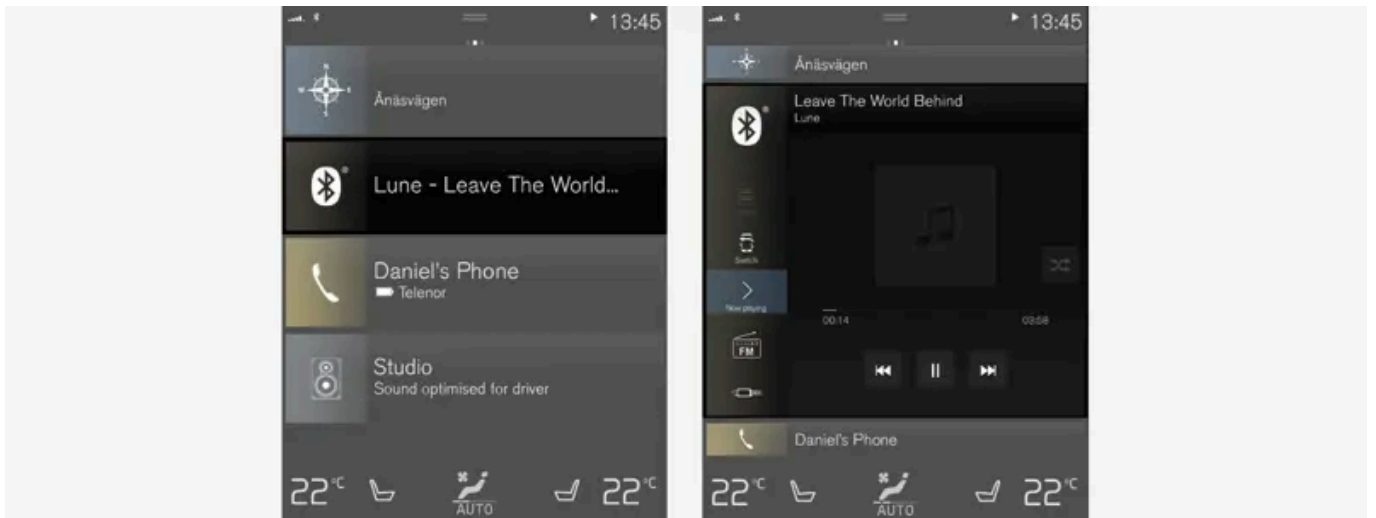 13:45
Änäsvägen
Lune - Leave The World...
Daniel's Phone
Telenor
Studio
Sound optimised for driver
22°C
AUTO
22°C
13:45
Änäsvägen
Leave The World Behind
Lune
Switch
Now playing
00:14
03:58
FM
Daniel's Phone
22°C
AUTO
22°C